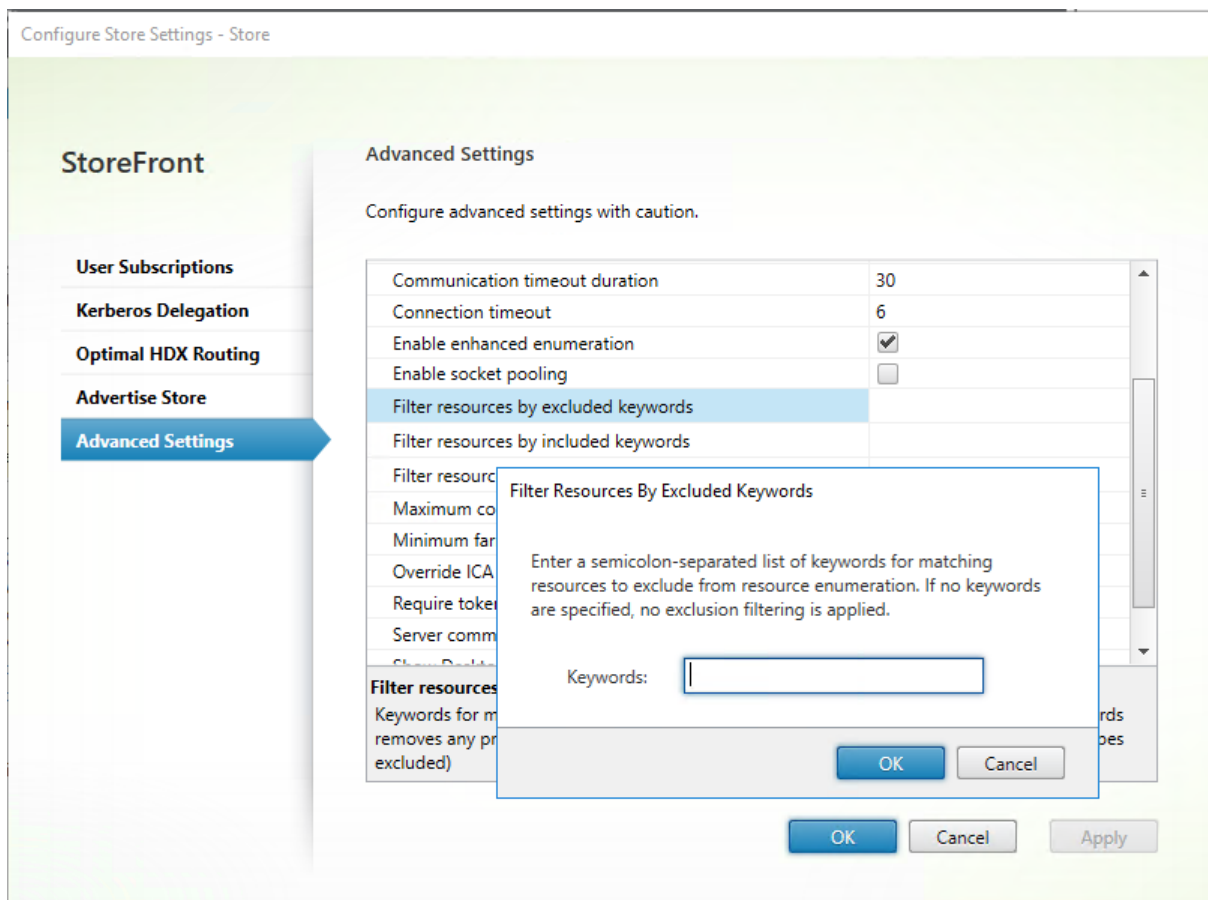 Configure Store Settings - Store
StoreFront
User Subscriptions
Kerberos Delegation
Optimal HDX Routing
Advertise Store
Advanced Settings
Advanced Settings
Configure advanced settings with caution.
Communication timeout duration 30
Connection timeout 6
Enable enhanced enumeration
Enable socket pooling
Filter resources by excluded keywords
Filter resources by included keywords
Filter resourc
Maximum co
Minimum far
Override ICA
Require token
Server comm
Filter resources
Keywords for m rds
removes any pr pes
excluded)
Filter Resources By Excluded Keywords
Enter a semicolon-separated list of keywords for matching
resources to exclude from resource enumeration. If no keywords
are specified, no exclusion filtering is applied.
Keywords:
OK Cancel
OK Cancel Apply